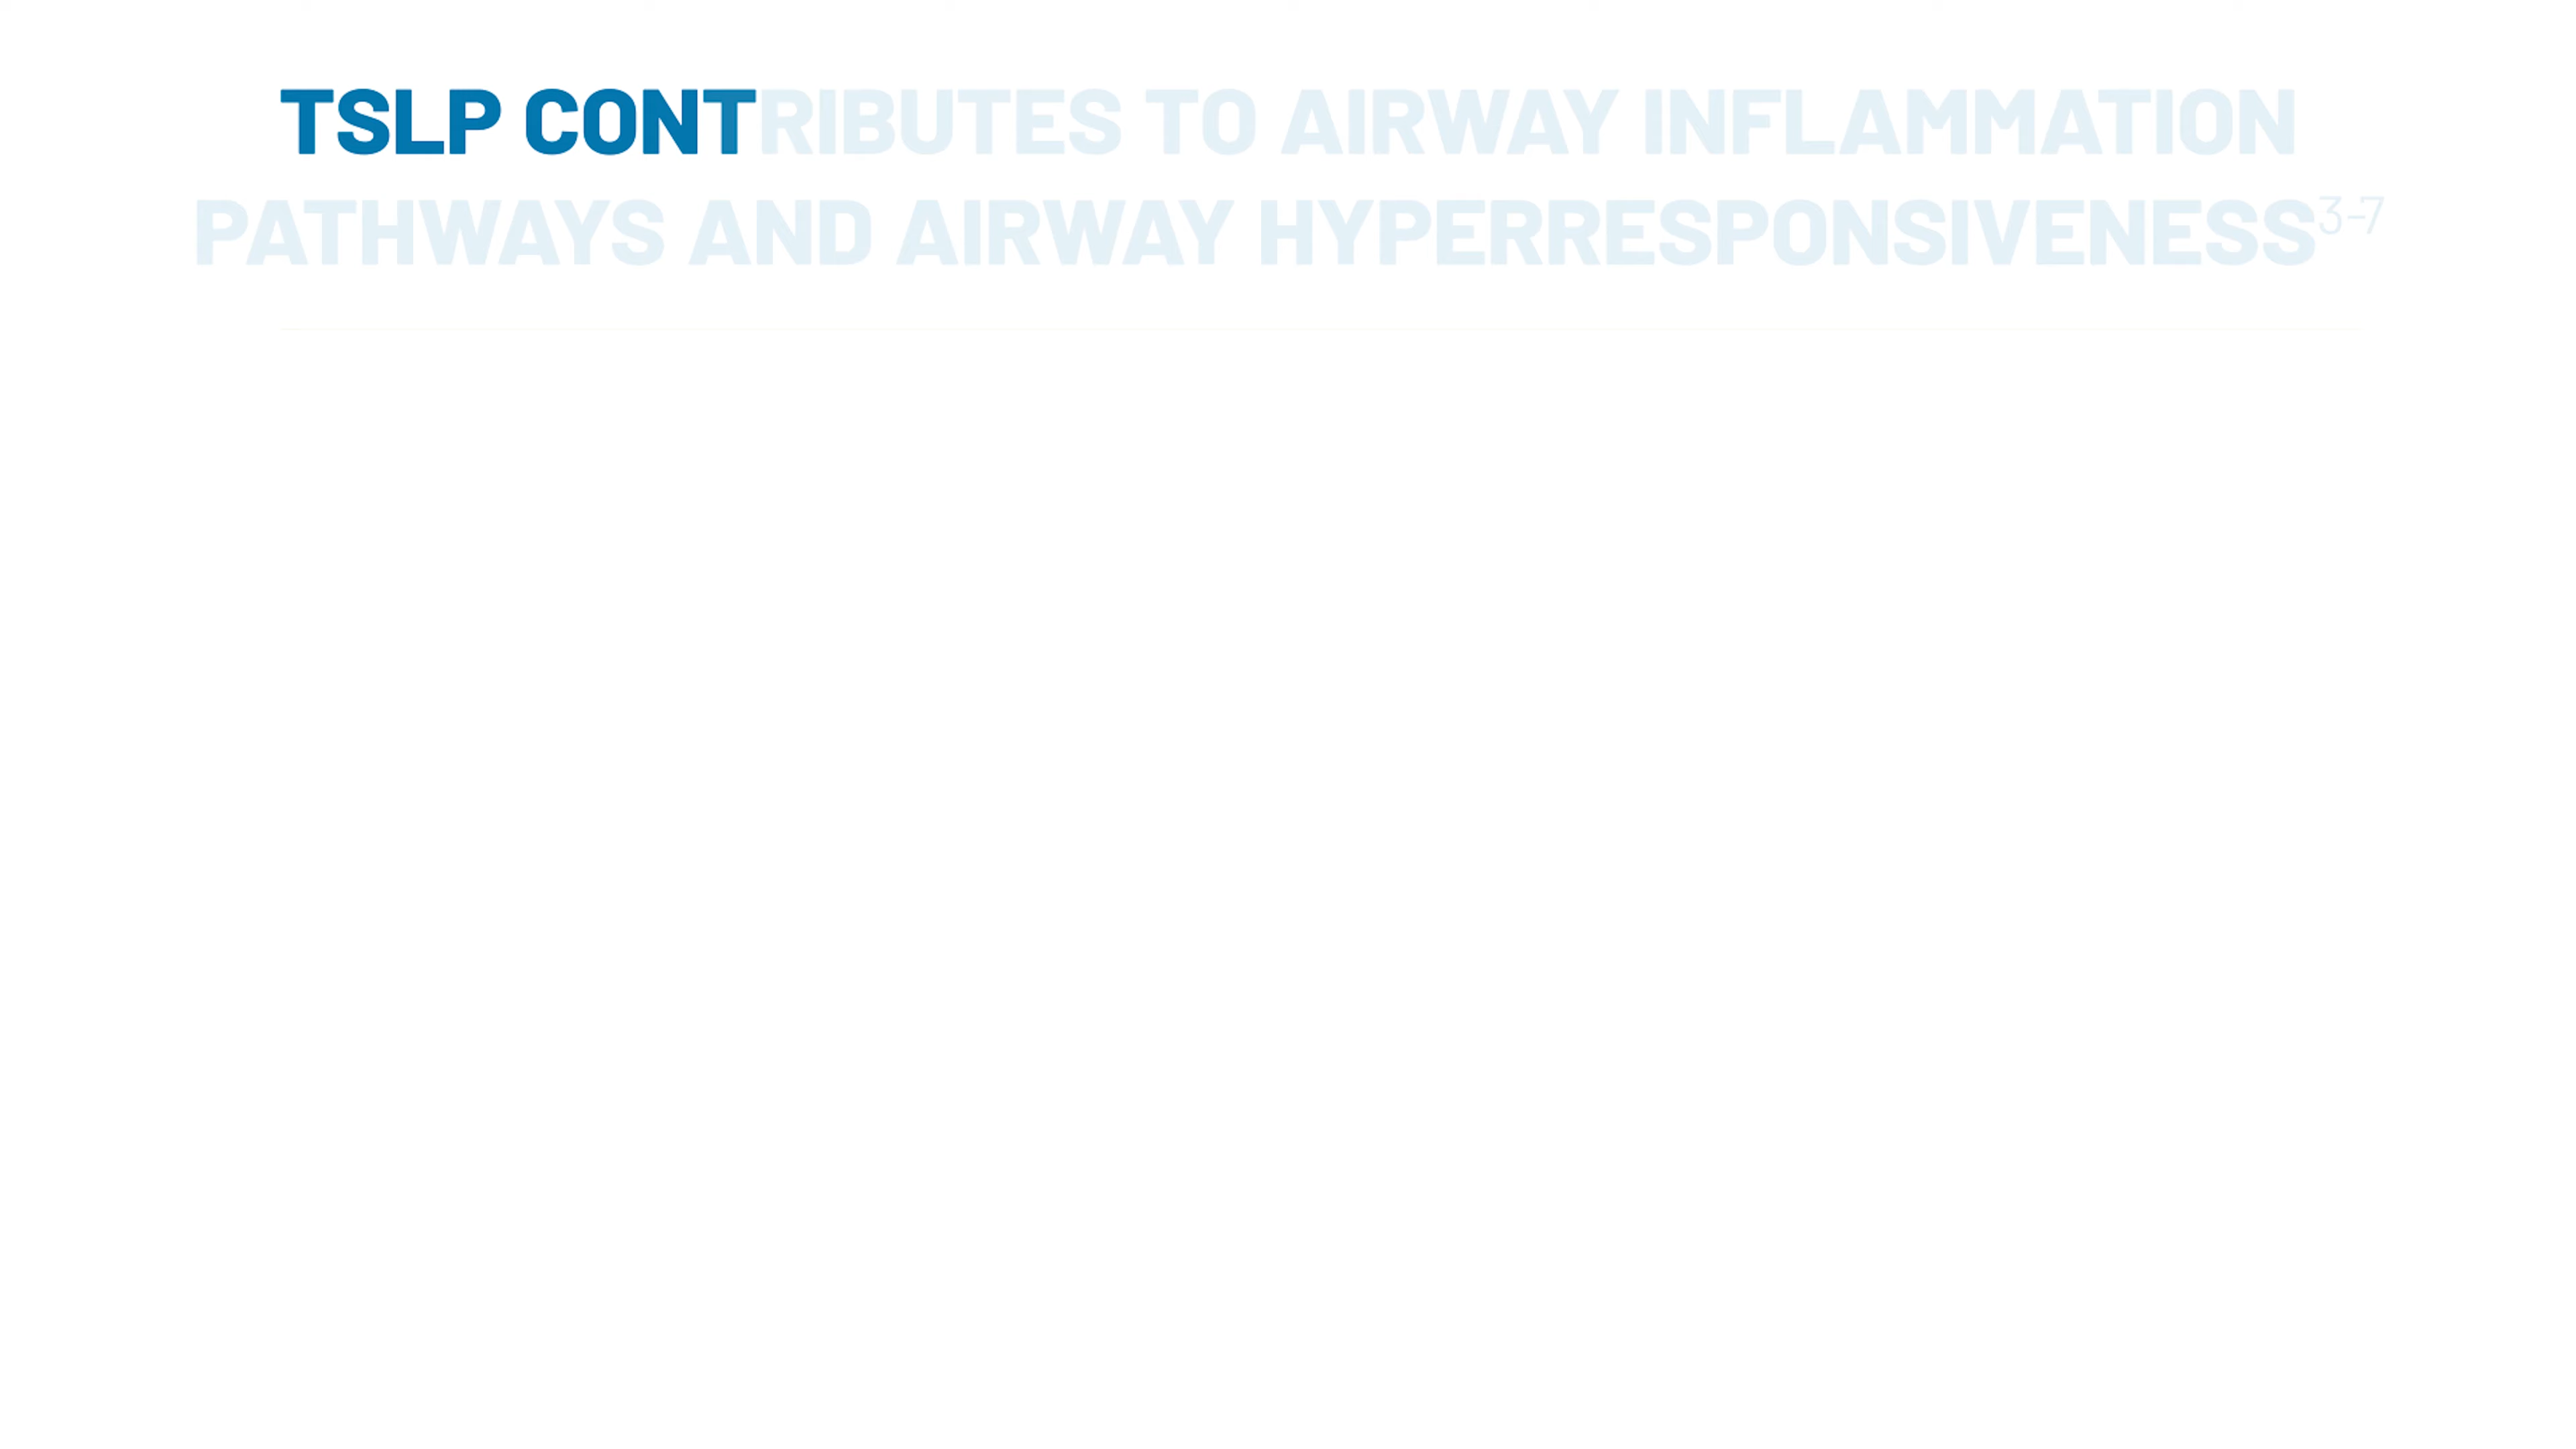 TSLP CONTRIBUTES TO AIRWAY INFLAMMATION
PATHWAYS AND AIRWAY HYPERRESPONSIVENESS3-7